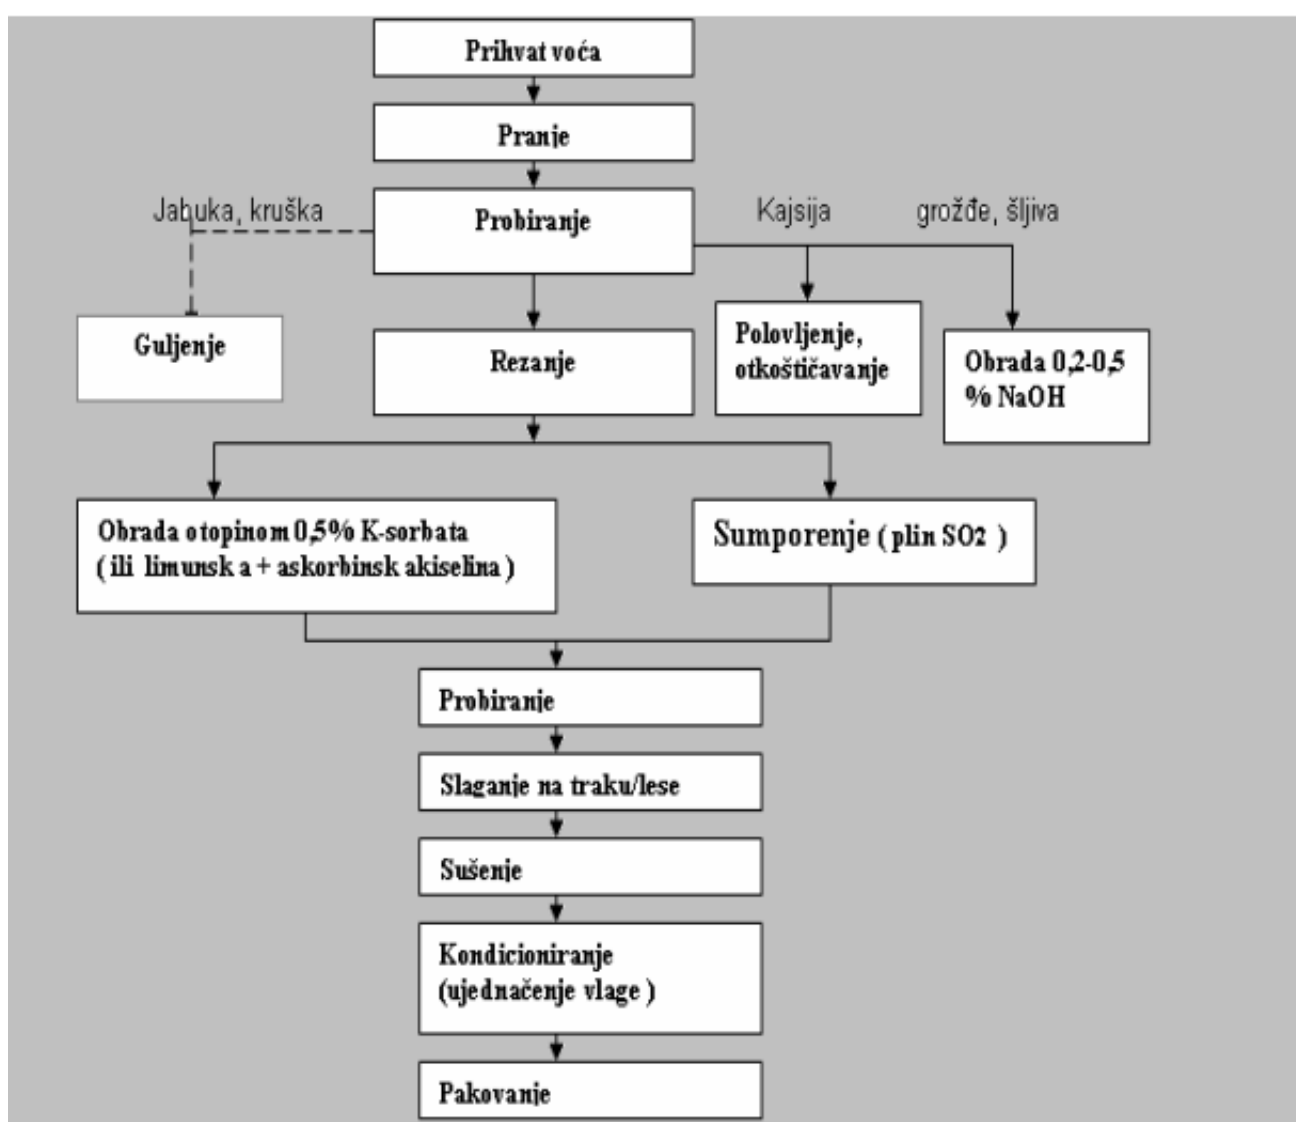 Prihvat voća
Pranje
Jabuka, kruška
Probiranje
Kajsija
grožđe, šljiva
Guljenje
Rezanje
Polovljenje,
otkoštičavanje
Obrada 0,2-0,5
% NaOH
Obrada otopinom 0,5% K-sorbata
( ili limunsk a + askorbinsk akiselina )
Sumporenje ( plin SO2 )
Probiranje
Slaganje na traku/lese
Sušenje
Kondicioniranje
(ujednačenje vlage )
Pakovanje